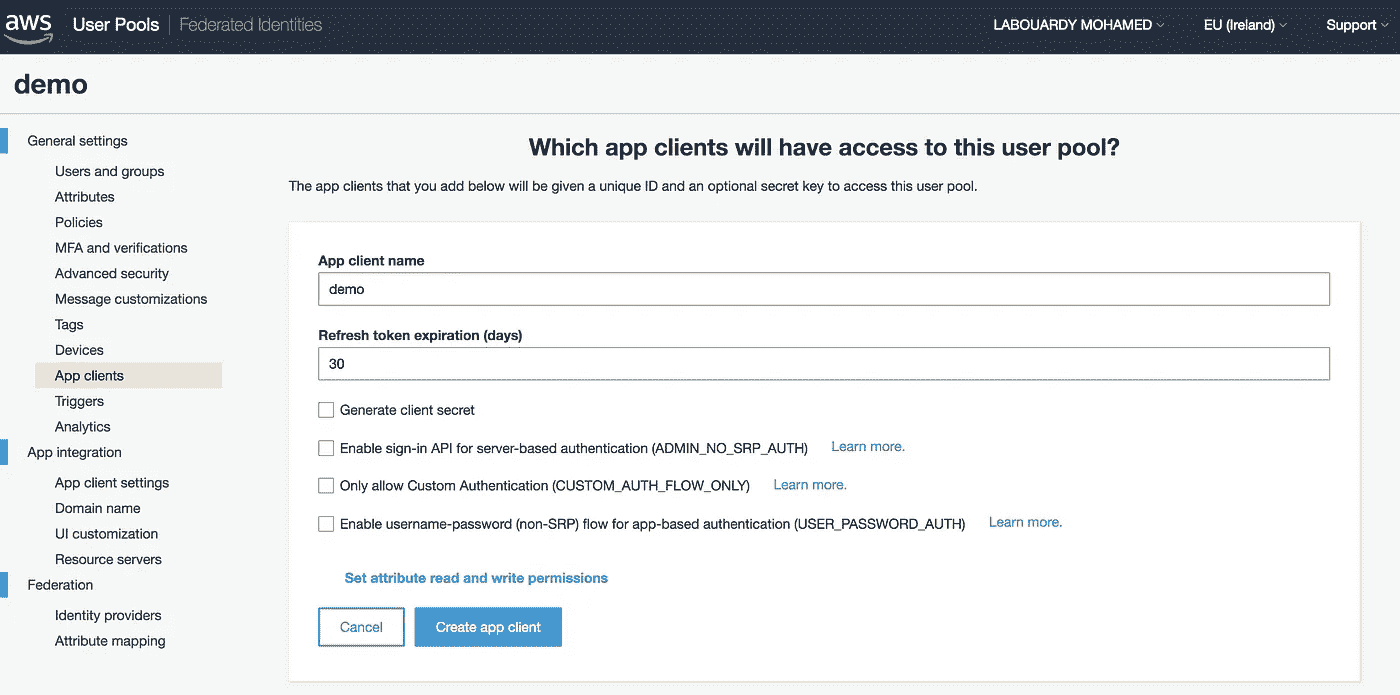 aws User Pools Federated Identities LABOUARDY MOHAMED EU (Ireland) Support
demo
General settings
Users and groups
Attributes
Policies
MFA and verifications
Advanced security
Message customizations
Tags
Devices
App clients
Triggers
Analytics
App integration
App client settings
Domain name
UI customization
Resource servers
Federation
Identity providers
Attribute mapping
Which app clients will have access to this user pool?
The app clients that you add below will be given a unique ID and an optional secret key to access this user pool.
App client name
demo
Refresh token expiration (days)
30
Generate client secret
Enable sign-in API for server-based authentication (ADMIN_NO_SRP_AUTH) Learn more.
Only allow Custom Authentication (CUSTOM_AUTH_FLOW_ONLY) Learn more.
Enable username-password (non-SRP) flow for app-based authentication (USER_PASSWORD_AUTH) Learn more.
Set attribute read and write permissions
Cancel Create app client